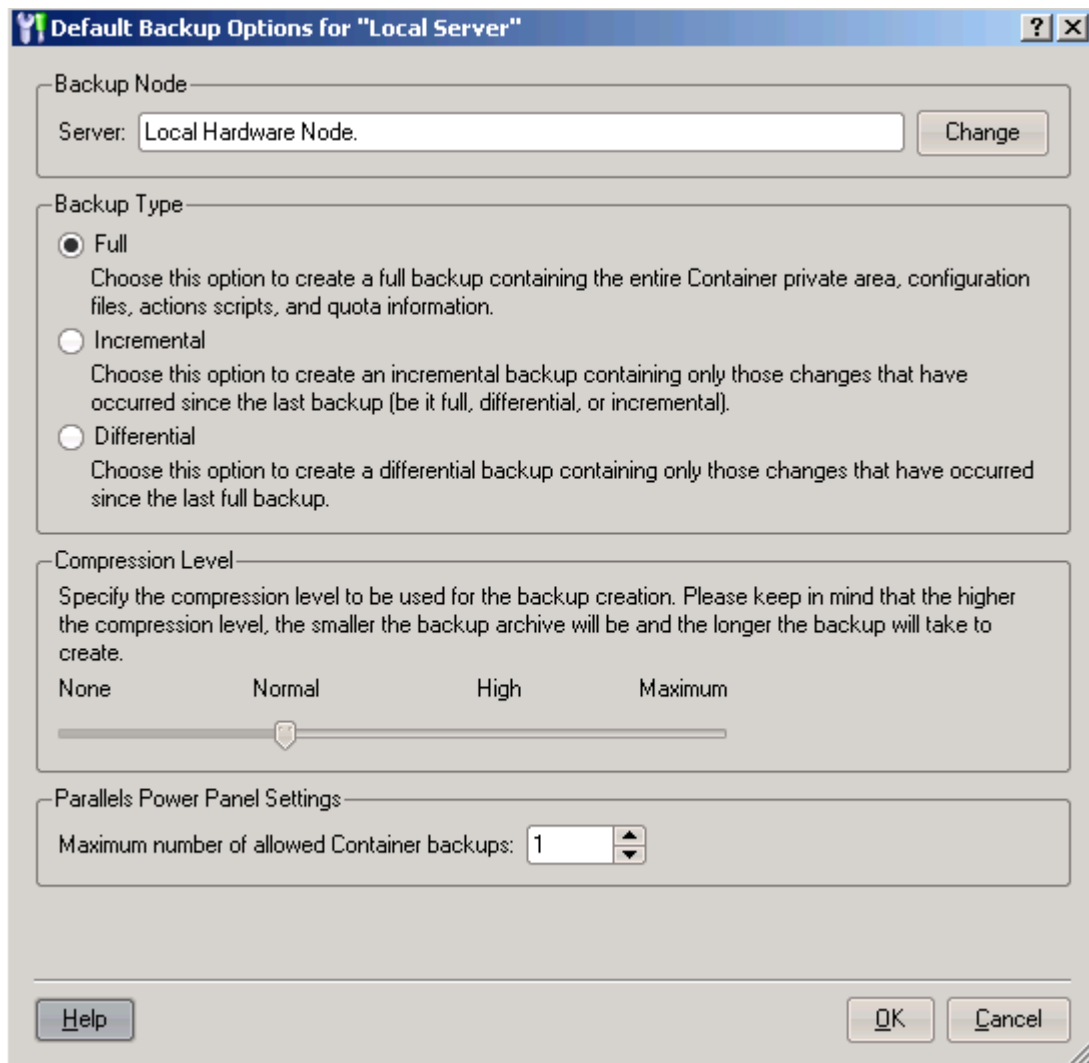 Default Backup Options for "Local Server"
Backup Node
Server: Local Hardware Node. Change
Backup Type
Full
Choose this option to create a full backup containing the entire Container private area, configuration
files, actions scripts, and quota information.
Incremental
Choose this option to create an incremental backup containing only those changes that have
occurred since the last backup (be it full, differential, or incremental).
Differential
Choose this option to create a differential backup containing only those changes that have occurred
since the last full backup.
Compression Level
Specify the compression level to be used for the backup creation. Please keep in mind that the higher
the compression level, the smaller the backup archive will be and the longer the backup will take to
create.
None Normal High Maximum
Parallels Power Panel Settings
Maximum number of allowed Container backups: 1
Help OK Cancel